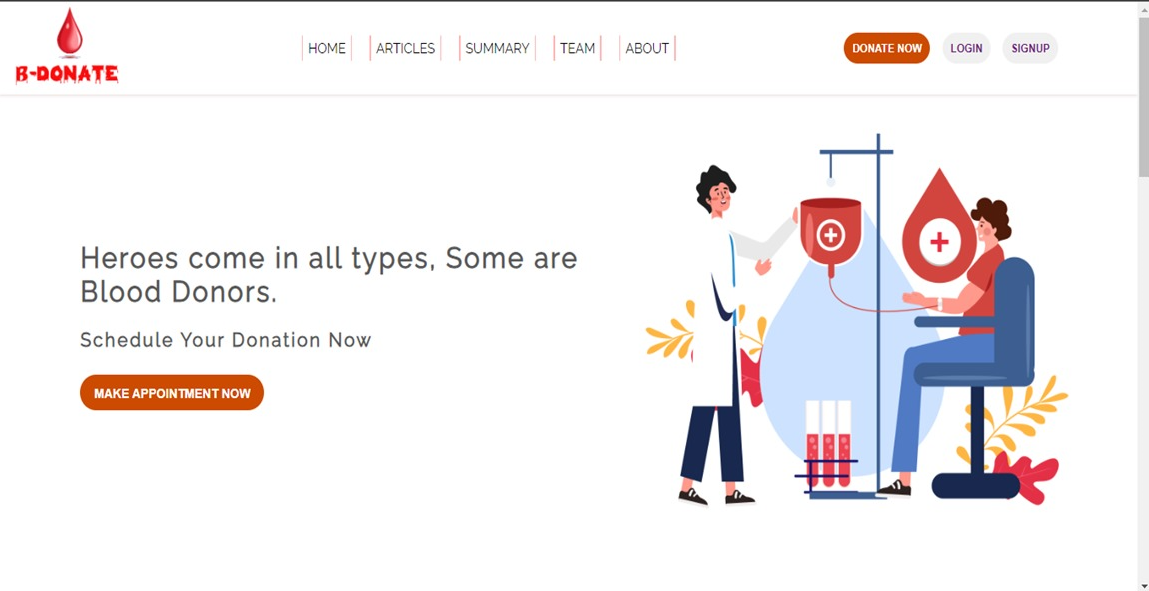 B-DONATE
HOME
ARTICLES
SUMMARY
TEAM
ABOUT
DONATE NOW
LOGIN
SIGNUP
Heroes come in all types, Some are
Blood Donors.
Schedule Your Donation Now
MAKE APPOINTMENT NOW